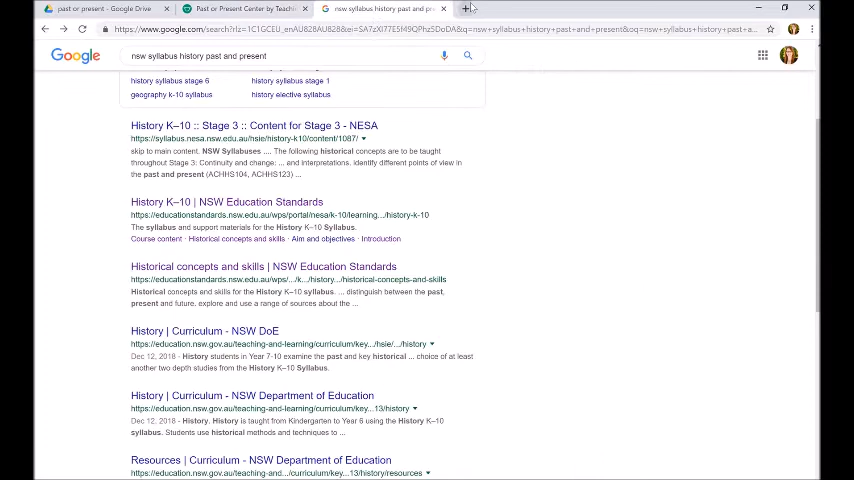 past or present - Google Drive
Past or Present Center by Teachi
nsw syllabus history past and pre
https://www.google.com/search?rlz=1C1GCEU_enAU828AU828&ei=SA7zXI77E5M9QPhz5DoDA&q=nsw+syllabus+history+past+and+present&oq=nsw+syllabus+history+past+a...
Google
nsw syllabus history past and present
history syllabus stage 6
history syllabus stage 1
geography k-10 syllabus
history elective syllabus
History K–10 :: Stage 3 :: Content for Stage 3 - NESA
https://syllabus.nesa.nsw.edu.au/hsie/history-k10/content/1087/
skip to main content. NSW Syllabuses .... The following historical concepts are to be taught
throughout Stage 3: Continuity and change: ... and interpretations. identify different points of view in
the past and present (ACHHS104, ACHHS123) ...
History K–10 | NSW Education Standards
https://educationstandards.nsw.edu.au/wps/portal/nesa/k-10/learning.../history-k-10
The syllabus and support materials for the History K–10 Syllabus.
Course content · Historical concepts and skills · Aim and objectives · Introduction
Historical concepts and skills | NSW Education Standards
https://educationstandards.nsw.edu.au/wps/.../k.../history.../historical-concepts-and-skills
Historical concepts and skills for the History K–10 syllabus. ... distinguish between the past,
present and future. explore and use a range of sources about the ...
History | Curriculum - NSW DoE
https://education.nsw.gov.au/teaching-and-learning/curriculum/key.../hsie/.../history
Dec 12, 2018 - History students in Year 7-10 examine the past and key historical ... choice of at least
another two depth studies from the History K–10 Syllabus.
History | Curriculum - NSW Department of Education
https://education.nsw.gov.au/teaching-and-learning/curriculum/key...13/history
Dec 12, 2018 - History. History is taught from Kindergarten to Year 6 using the History K–10
syllabus. Students use historical methods and techniques to ...
Resources | Curriculum - NSW Department of Education
https://education.nsw.gov.au/teaching-and.../curriculum/key...13/history/resources